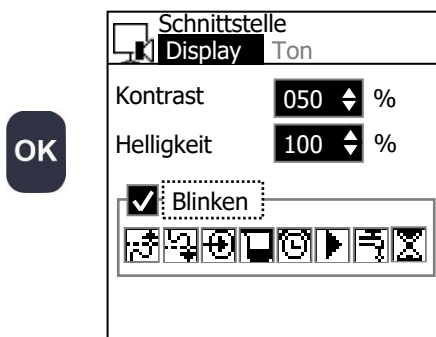 Schnittstelle
Display Ton
Kontrast 050 %
OK
Helligkeit 100 %
Blinken